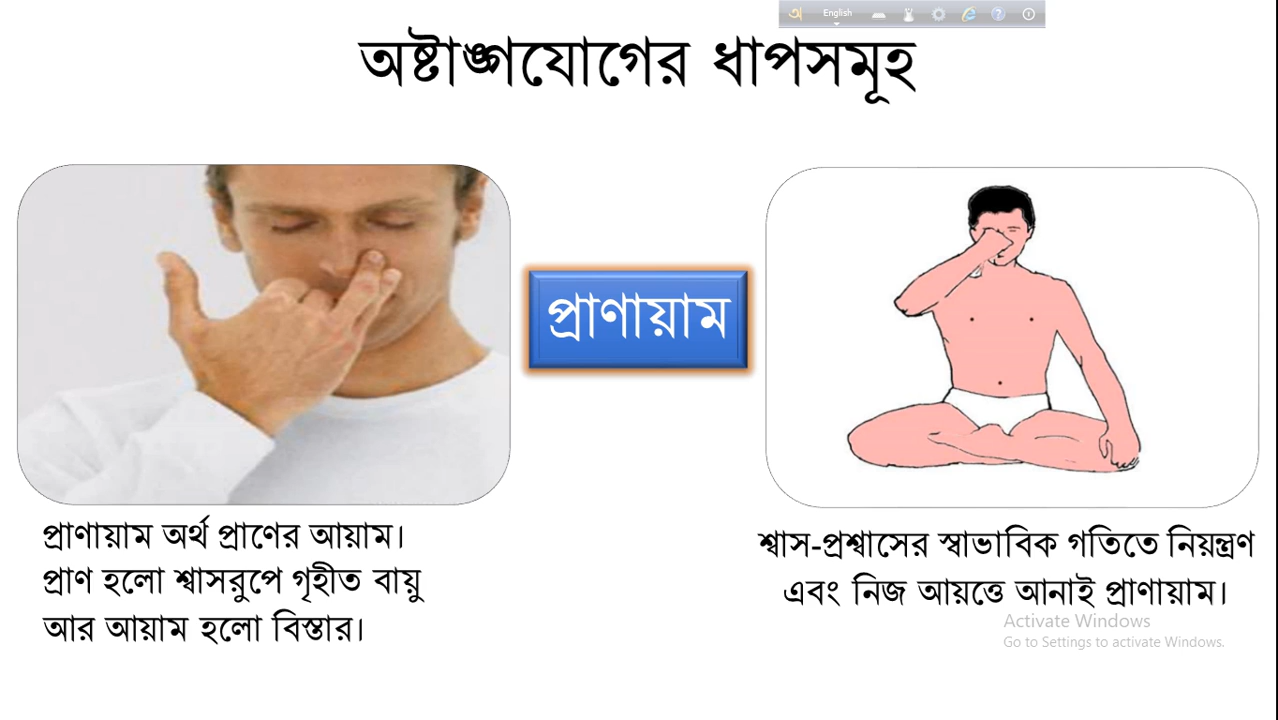 অ English
অষ্টাঙ্গযোগের ধাপসমূহ
প্রাণায়াম
প্রাণায়াম অর্থ প্রাণের আয়াম।
প্রাণ হলো শ্বাসরুপে গৃহীত বায়ু
আর আয়াম হলো বিস্তার।
শ্বাস-প্রশ্বাসের স্বাভাবিক গতিতে নিয়ন্ত্রণ
এবং নিজ আয়ত্তে আনাই প্রাণায়াম।
Activate Windows
Go to Settings to activate Windows.